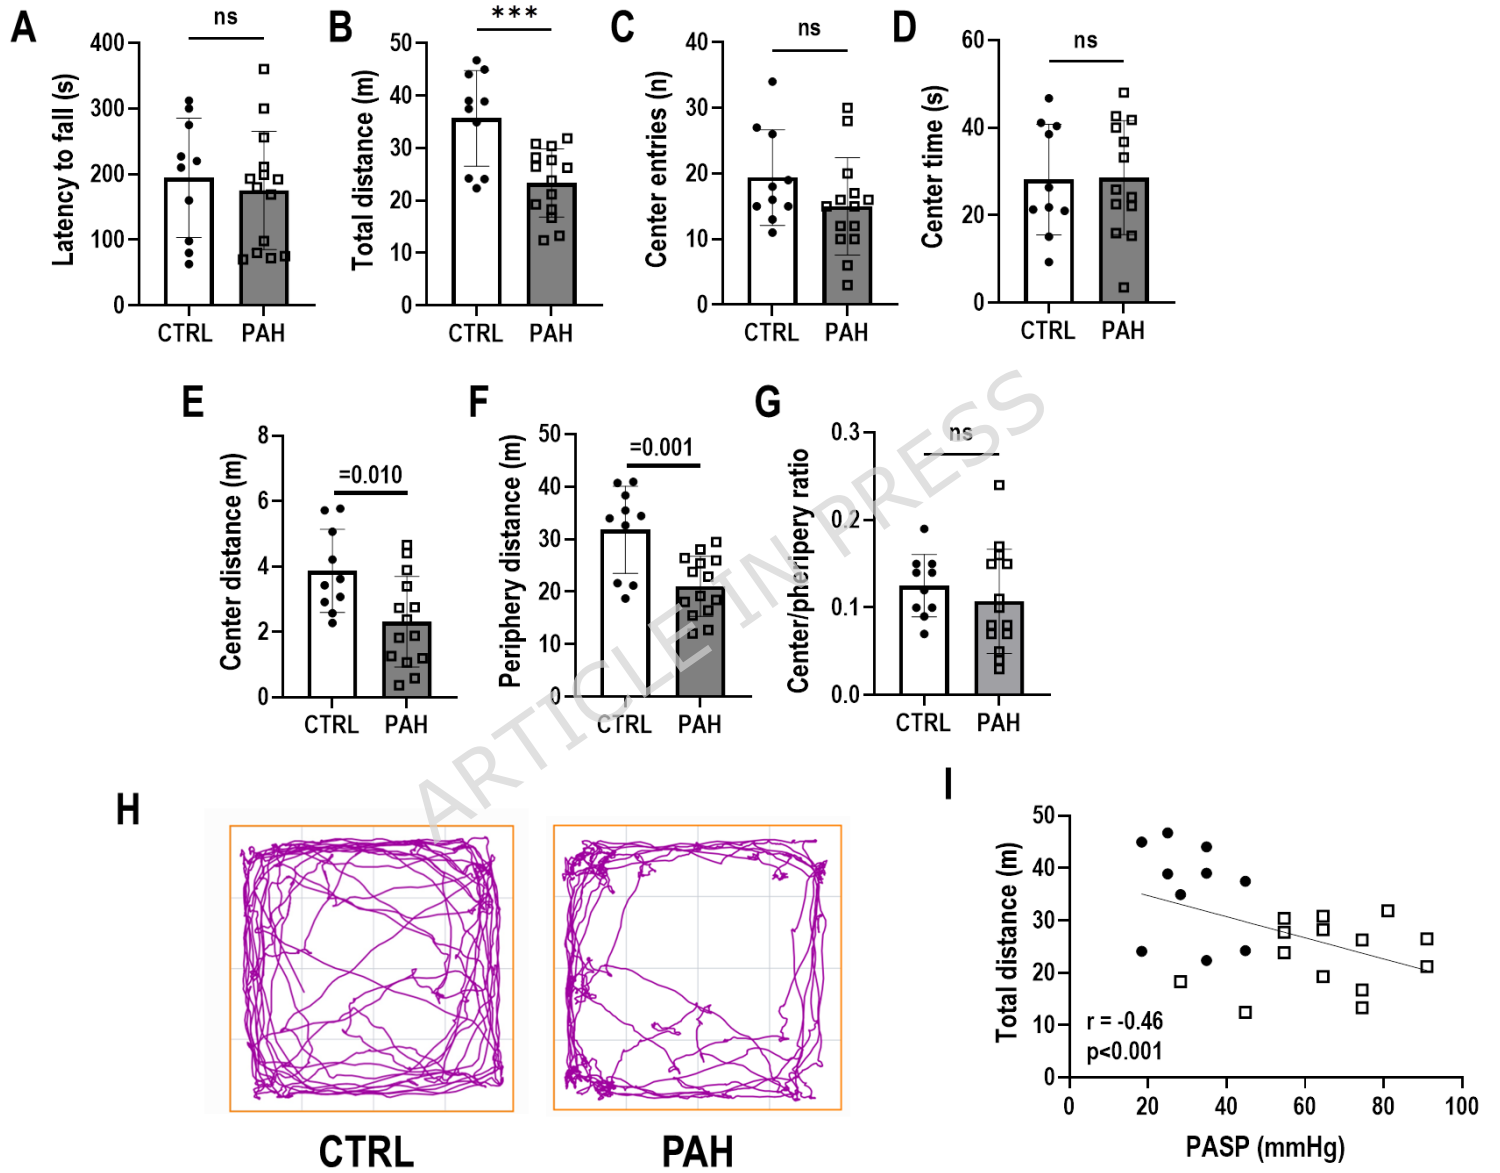 A
ns
Latency to fall (s)
400
300
200
100
0
CTRL PAH
B
***
Total distance (m)
50
40
30
20
10
0
CTRL PAH
C
ns
Center entries (n)
40
30
20
10
0
CTRL PAH
D
ns
Center time (s)
60
40
20
0
CTRL PAH
E
=0.010
Center distance (m)
8
6
4
2
0
CTRL PAH
F
=0.001
Periphery distance (m)
50
40
30
20
10
0
CTRL PAH
G
ns
Center/pheripery ratio
0.3
0.2
0.1
0.0
CTRL PAH
ARTICLE IN PRESS
H
CTRL
PAH
I
Total distance (m)
50
40
30
20
10
0
r = -0.46
p<0.001
0 20 40 60 80 100
PASP (mmHg)